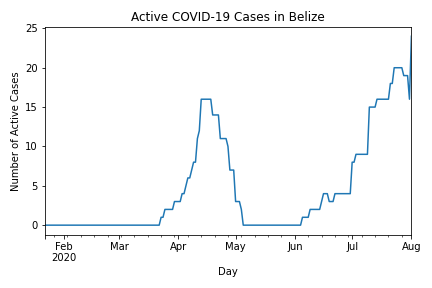 Active COVID-19 Cases in Belize
Number of Active Cases
25
20
15
10
5
0
Feb Mar Apr May Jun Jul Aug
2020
Day